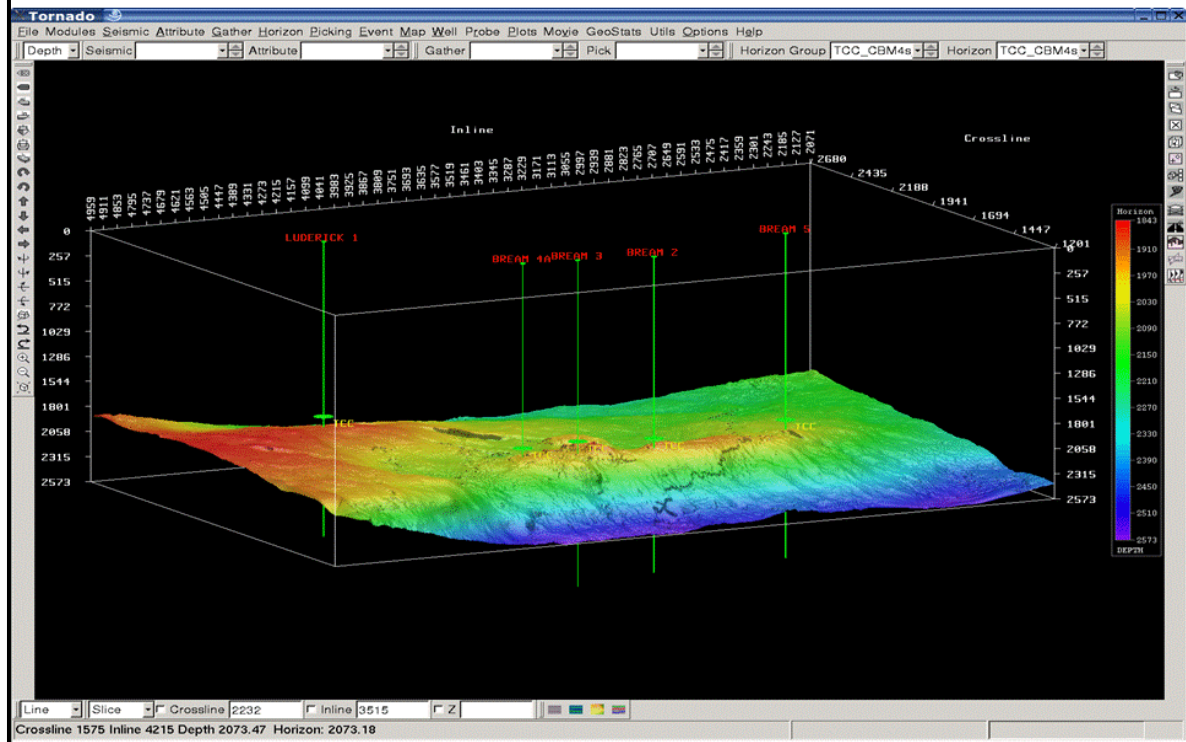 Tornado
File Modules Seismic Attribute Gather Horizon Picking Event Map Well Probe Plots Movie GeoStats Utils Options Help
Depth Seismic Attribute Gather Pick Horizon Group TCC_CBM4s Horizon TCC_CBM4s
Inline
Crossline
4959 4911 4853 4795 4737 4679 4621 4563 4505 4447 4389 4331 4273 4215 4157 4099 4041 3983 3925 3867 3809 3751 3693 3635 3577 3519 3461 3403 3345 3287 3229 3171 3113 3055 2997 2939 2881 2823 2765 2707 2649 2591 2533 2475 2417 2359 2301 2243 2185 2127 2071
2680 2435 2188 1941 1694 1447 1201
LUDERICK 1
BREAM 4A
BREAM 3
BREAM 2
BREAM 5
0
257
515
772
1029
1286
1544
1801
2058
2315
2573
TCC
TCC
TCC
0
257
515
772
1029
1286
1544
1801
2058
2315
2573
Horizon
1843
1910
1970
2030
2090
2150
2210
2270
2330
2390
2450
2510
2573
DEPTH
Line Slice Crossline 2232 Inline 3515 Z
Crossline 1575 Inline 4215 Depth 2073.47 Horizon: 2073.18